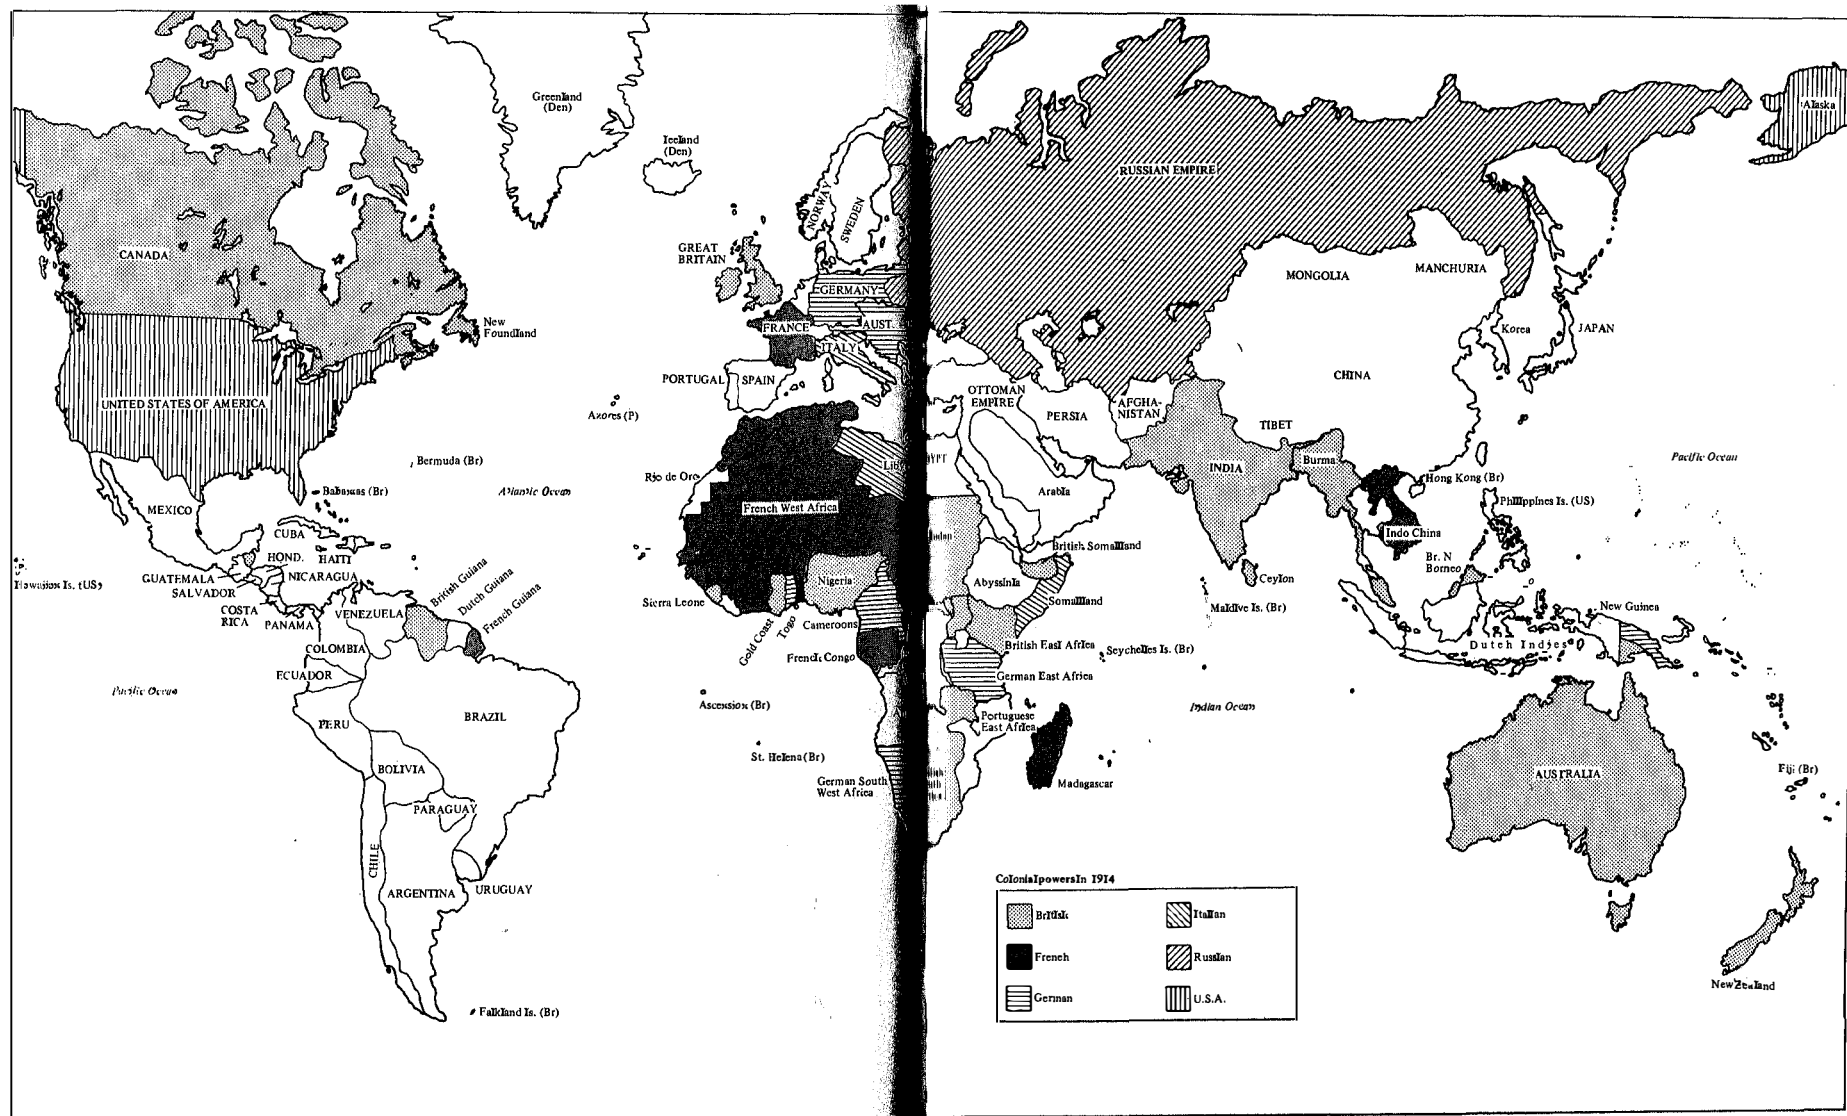 Greenland
(Den)
Iceland
(Den)
Alaska
RUSSIAN EMPIRE
NORWAY
SWEDEN
CANADA
GREAT
BRITAIN
MONGOLIA
MANCHURIA
GERMANY
New
Foundland
FRANCE
AUST.
ITALY
Korea
JAPAN
PORTUGAL
SPAIN
CHINA
UNITED STATES OF AMERICA
OTTOMAN
EMPIRE
PERSIA
AFGHA-
NISTAN
Azores (P)
TIBET
Bermuda (Br)
Burma
INDIA
Pacific Ocean
Rio de Oro
Bahamas (Br)
Atlantic Ocean
Arabia
Hong Kong (Br)
MEXICO
French West Africa
Philippines Is. (US)
CUBA
Indo China
HOND.
HAITI
British Somaliland
Br. N
Borneo
Hawaiian Is. (US)
GUATEMALA
NICARAGUA
SALVADOR
British Guiana
Dutch Guiana
French Guiana
Nigeria
Abyssinia
Ceylon
Sierra Leone
Somaliland
Maldive Is. (Br)
New Guinea
COSTA
RICA
PANAMA
VENEZUELA
Gold Coast
Togo
Cameroons
COLOMBIA
French Congo
British East Africa
Seychelles Is. (Br)
Dutch Indies
ECUADOR
German East Africa
Pacific Ocean
Ascension (Br)
Indian Ocean
PERU
BRAZIL
Portuguese
East Africa
St. Helena (Br)
BOLIVIA
German South
West Africa
Madagascar
AUSTRALIA
Fiji (Br)
PARAGUAY
CHILE
ARGENTINA
URUGUAY
Colonial powers In 1914
British
Italian
French
Russian
German
U.S.A.
New Zealand
Falkland Is. (Br)